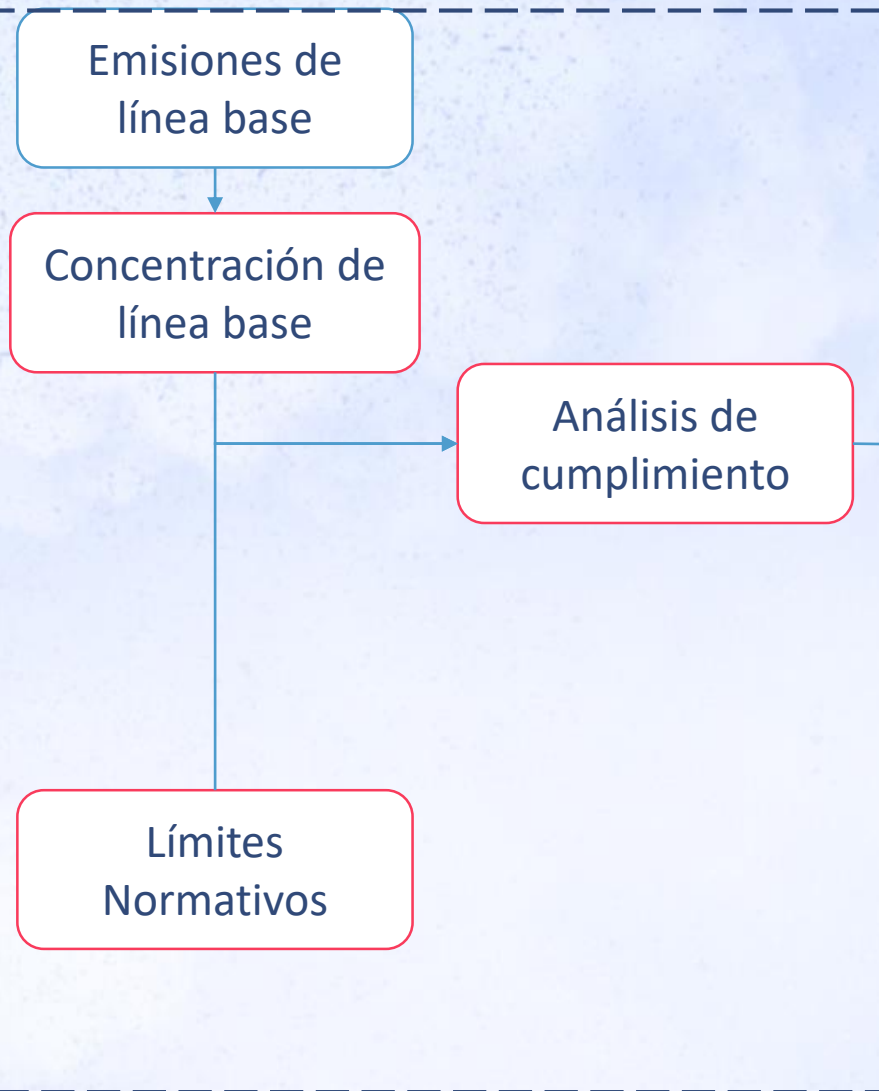 Emisiones de
línea base
Concentración de
línea base
Análisis de
cumplimiento
Límites
Normativos